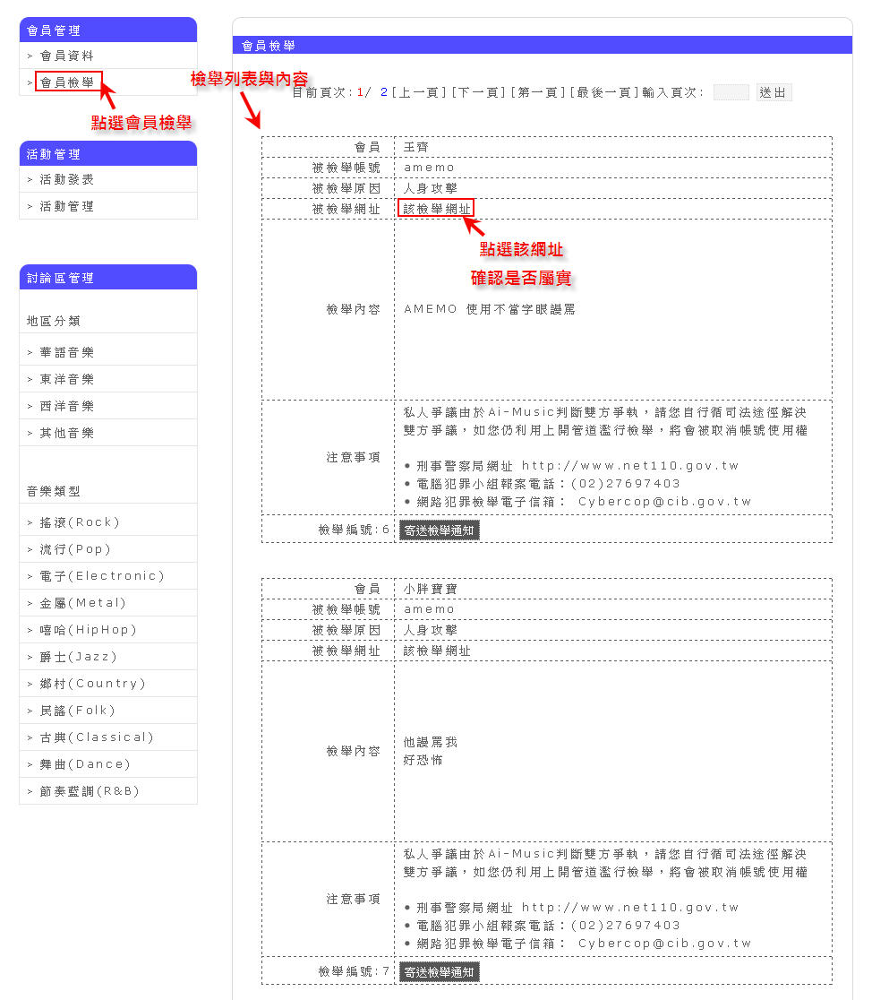 會員管理
> 會員資料
> 會員檢舉
點選會員檢舉
活動管理
> 活動發表
> 活動管理
討論區管理
地區分類
> 華語音樂
> 東洋音樂
> 西洋音樂
> 其他音樂
音樂類型
> 搖滾(Rock)
> 流行(Pop)
> 電子(Electronic)
> 金屬(Metal)
> 嘻哈(HipHop)
> 爵士(Jazz)
> 鄉村(Country)
> 民謠(Folk)
> 古典(Classical)
> 舞曲(Dance)
> 節奏藍調(R&B)
會員檢舉
檢舉列表與內容
目前頁次:1/ 2[上一頁][下一頁][第一頁][最後一頁]輸入頁次: 送出
會員 王齊
被檢舉帳號 amemo
被檢舉原因 人身攻擊
被檢舉網址 該檢舉網址
點選該網址
確認是否屬實
檢舉內容 AMEMO 使用不當字眼謾罵
私人爭議由於Ai-Music判斷雙方爭執，請您自行循司法途徑解決
雙方爭議，如您仍利用上開管道濫行檢舉，將會被取消帳號使用權
注意事項
• 刑事警察局網址 http://www.net110.gov.tw
• 電腦犯罪小組報案電話：(02)27697403
• 網路犯罪檢舉電子信箱： Cybercop@cib.gov.tw
檢舉編號:6 寄送檢舉通知
會員 小胖寶寶
被檢舉帳號 amemo
被檢舉原因 人身攻擊
被檢舉網址 該檢舉網址
檢舉內容 他謾罵我
好恐怖
私人爭議由於Ai-Music判斷雙方爭執，請您自行循司法途徑解決
雙方爭議，如您仍利用上開管道濫行檢舉，將會被取消帳號使用權
注意事項
• 刑事警察局網址 http://www.net110.gov.tw
• 電腦犯罪小組報案電話：(02)27697403
• 網路犯罪檢舉電子信箱： Cybercop@cib.gov.tw
檢舉編號:7 寄送檢舉通知